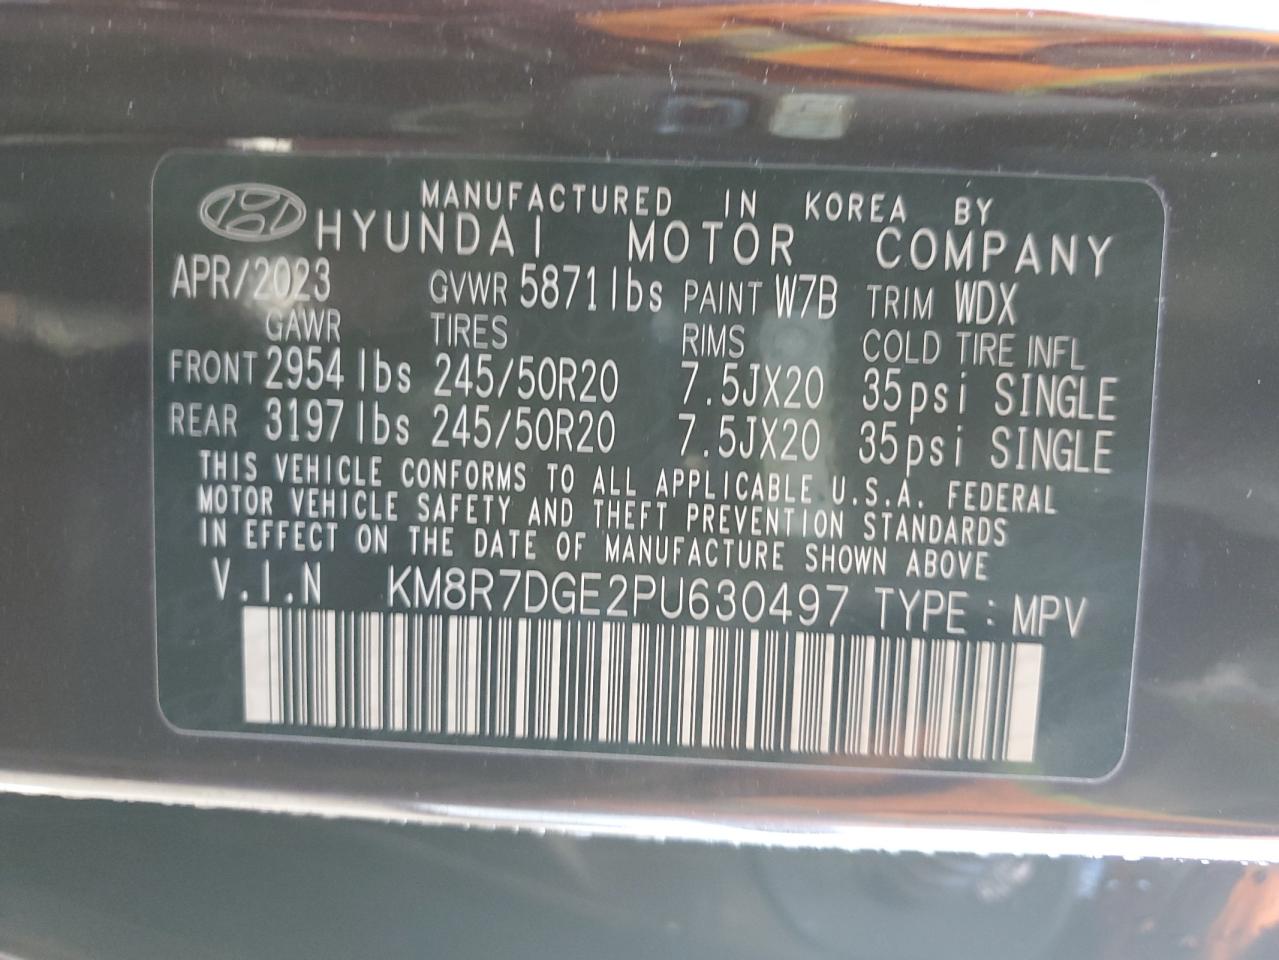 MANUFACTURED IN KOREA BY
HYUNDAI MOTOR COMPANY
APR/2023 GVWR 5871lbs PAINT W7B TRIM WDX
GAWR TIRES RIMS COLD TIRE INFL
FRONT 2954lbs 245/50R20 7.5JX20 35psi SINGLE
REAR 3197lbs 245/50R20 7.5JX20 35psi SINGLE
THIS VEHICLE CONFORMS TO ALL APPLICABLE U.S.A. FEDERAL
MOTOR VEHICLE SAFETY AND THEFT PREVENTION STANDARDS
IN EFFECT ON THE DATE OF MANUFACTURE SHOWN ABOVE
V.I.N KM8R7DGE2PU630497 TYPE : MPV